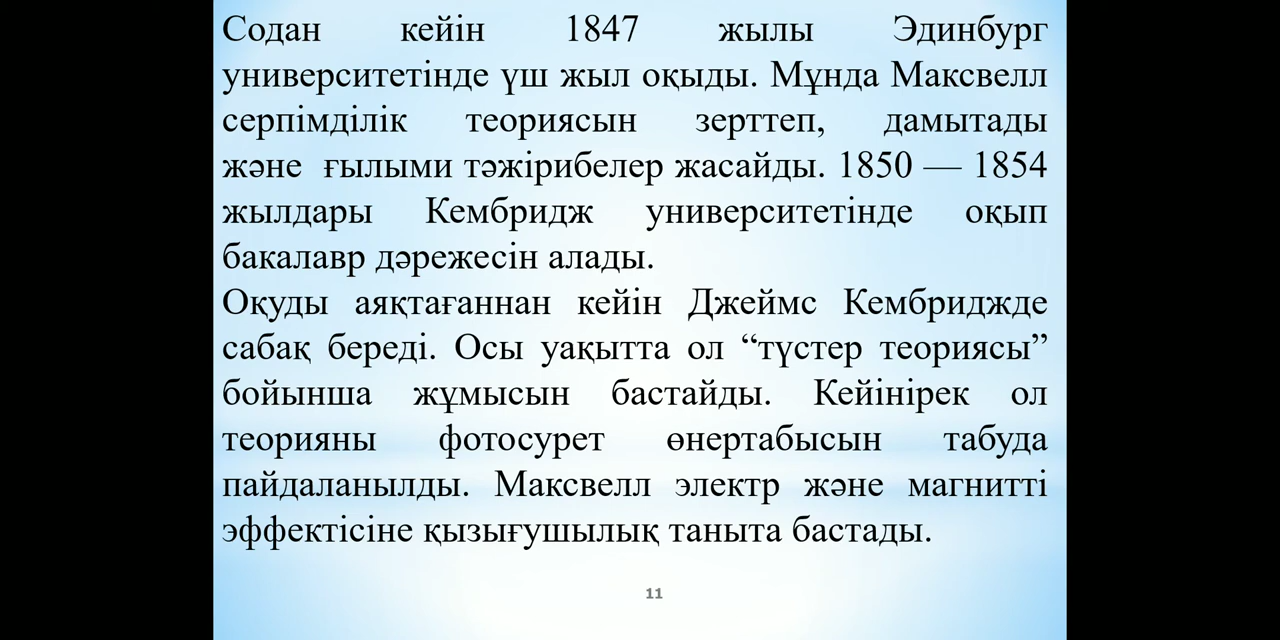 Содан кейін 1847 жылы Эдинбург
университетінде үш жыл оқыды. Мұнда Максвелл
серпімділік теориясын зерттеп, дамытады
және ғылыми тәжірибелер жасайды. 1850 — 1854
жылдары Кембридж университетінде оқып
бакалавр дәрежесін алады.
Оқуды аяқтағаннан кейін Джеймс Кембриджде
сабақ береді. Осы уақытта ол “түстер теориясы”
бойынша жұмысын бастайды. Кейінірек ол
теорияны фотосурет өнертабысын табуда
пайдаланылды. Максвелл электр және магнитті
эффектісіне қызығушылық таныта бастады.
11